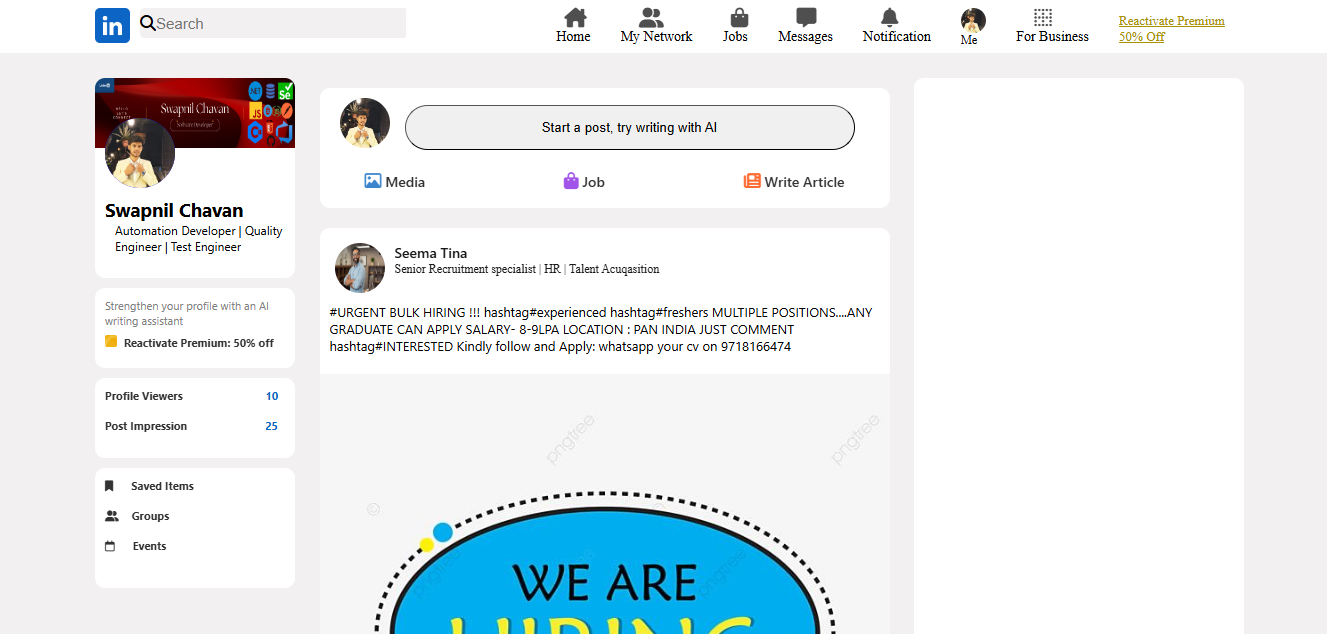 in
Search
Home
My Network
Jobs
Messages
Notification
Me
For Business
Reactivate Premium
50% Off
Swapnil Chavan
Software Developer
.NET
Se
JS
Swapnil Chavan
Automation Developer | Quality
Engineer | Test Engineer
Strengthen your profile with an AI
writing assistant
Reactivate Premium: 50% off
Profile Viewers 10
Post Impression 25
Saved Items
Groups
Events
Start a post, try writing with AI
Media
Job
Write Article
Seema Tina
Senior Recruitment specialist | HR | Talent Acuqasition
#URGENT BULK HIRING !!! hashtag#experienced hashtag#freshers MULTIPLE POSITIONS....ANY
GRADUATE CAN APPLY SALARY- 8-9LPA LOCATION : PAN INDIA JUST COMMENT
hashtag#INTERESTED Kindly follow and Apply: whatsapp your cv on 9718166474
pngtree
pngtree
WE ARE
HIRING
pngtree
pngtree
pngtree